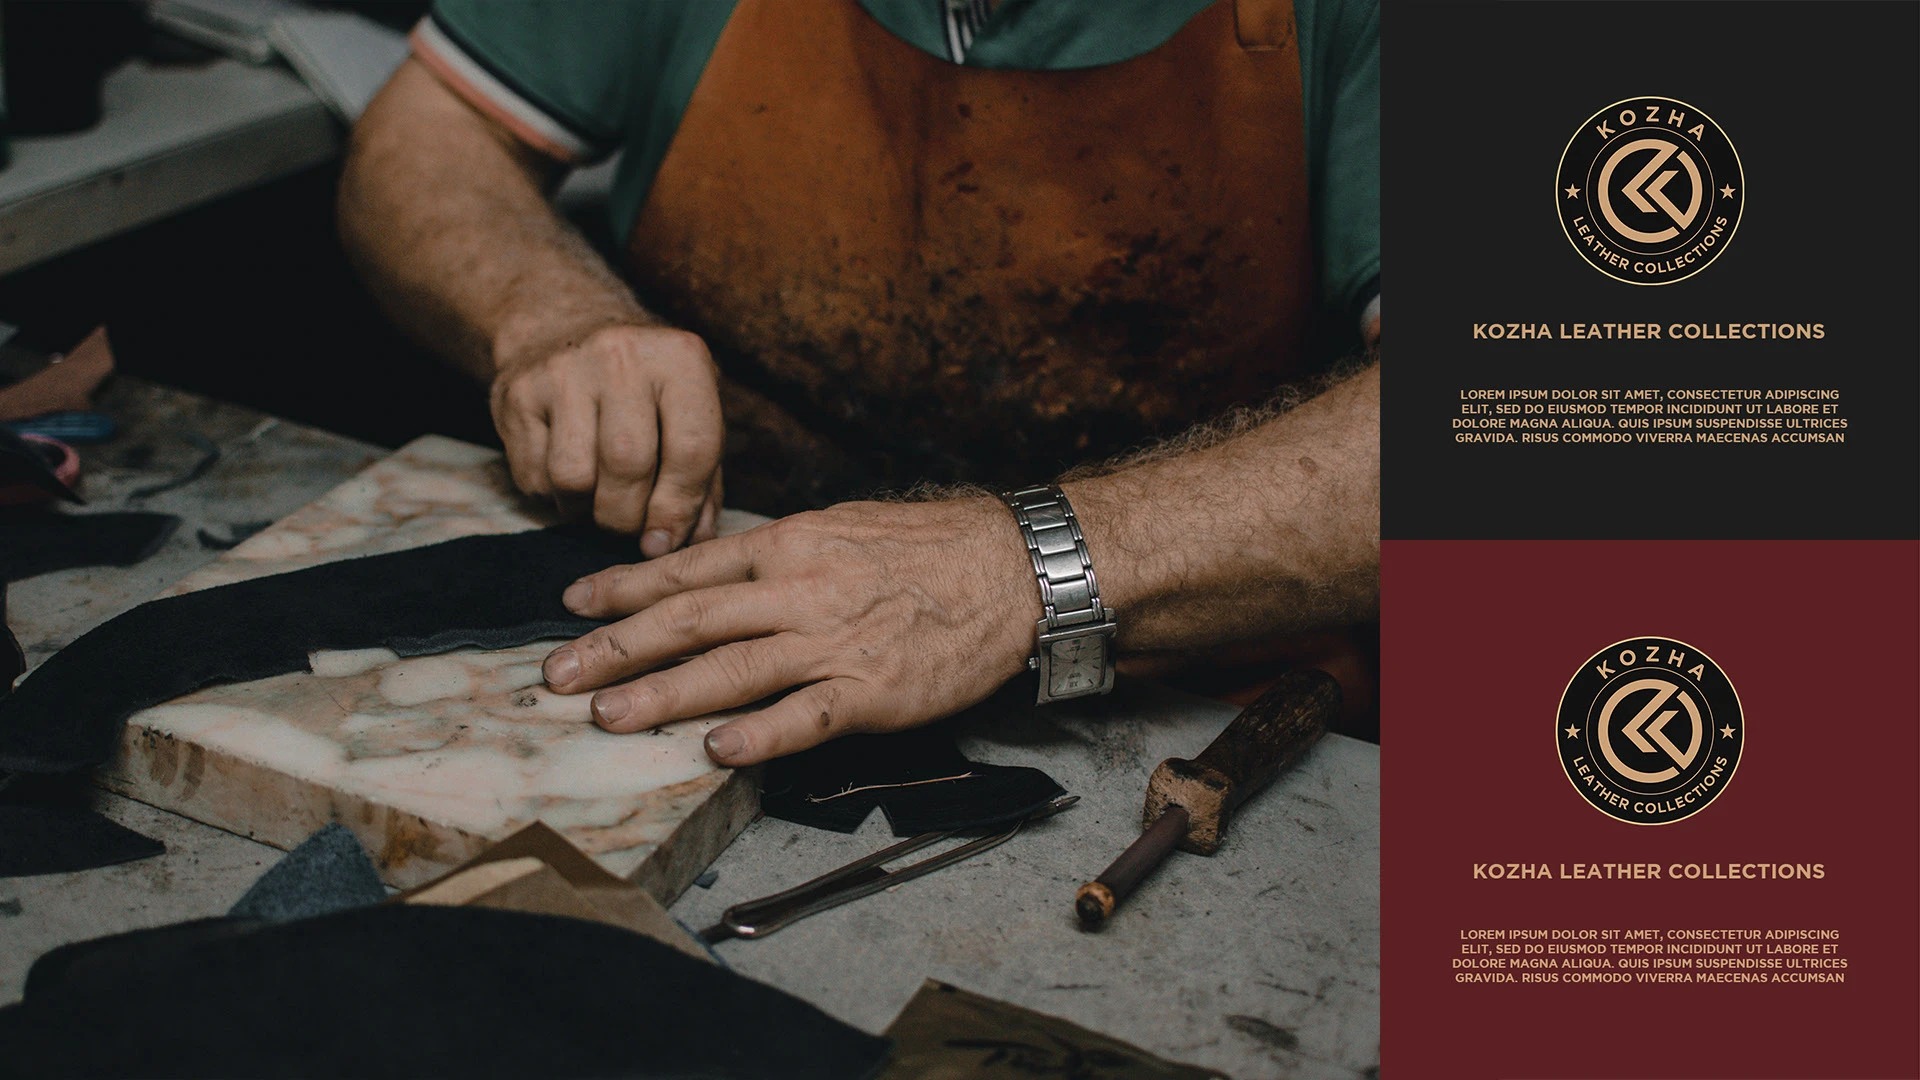 KOZHA
LEATHER COLLECTIONS
KOZHA LEATHER COLLECTIONS
LOREM IPSUM DOLOR SIT AMET, CONSECTETUR ADIPISCING
ELIT, SED DO EIUSMOD TEMPOR INCIDIDUNT UT LABORE ET
DOLORE MAGNA ALIQUA. QUIS IPSUM SUSPENDISSE ULTRICES
GRAVIDA. RISUS COMMODO VIVERRA MAECENAS ACCUMSAN
KOZHA
LEATHER COLLECTIONS
KOZHA LEATHER COLLECTIONS
LOREM IPSUM DOLOR SIT AMET, CONSECTETUR ADIPISCING
ELIT, SED DO EIUSMOD TEMPOR INCIDIDUNT UT LABORE ET
DOLORE MAGNA ALIQUA. QUIS IPSUM SUSPENDISSE ULTRICES
GRAVIDA. RISUS COMMODO VIVERRA MAECENAS ACCUMSAN